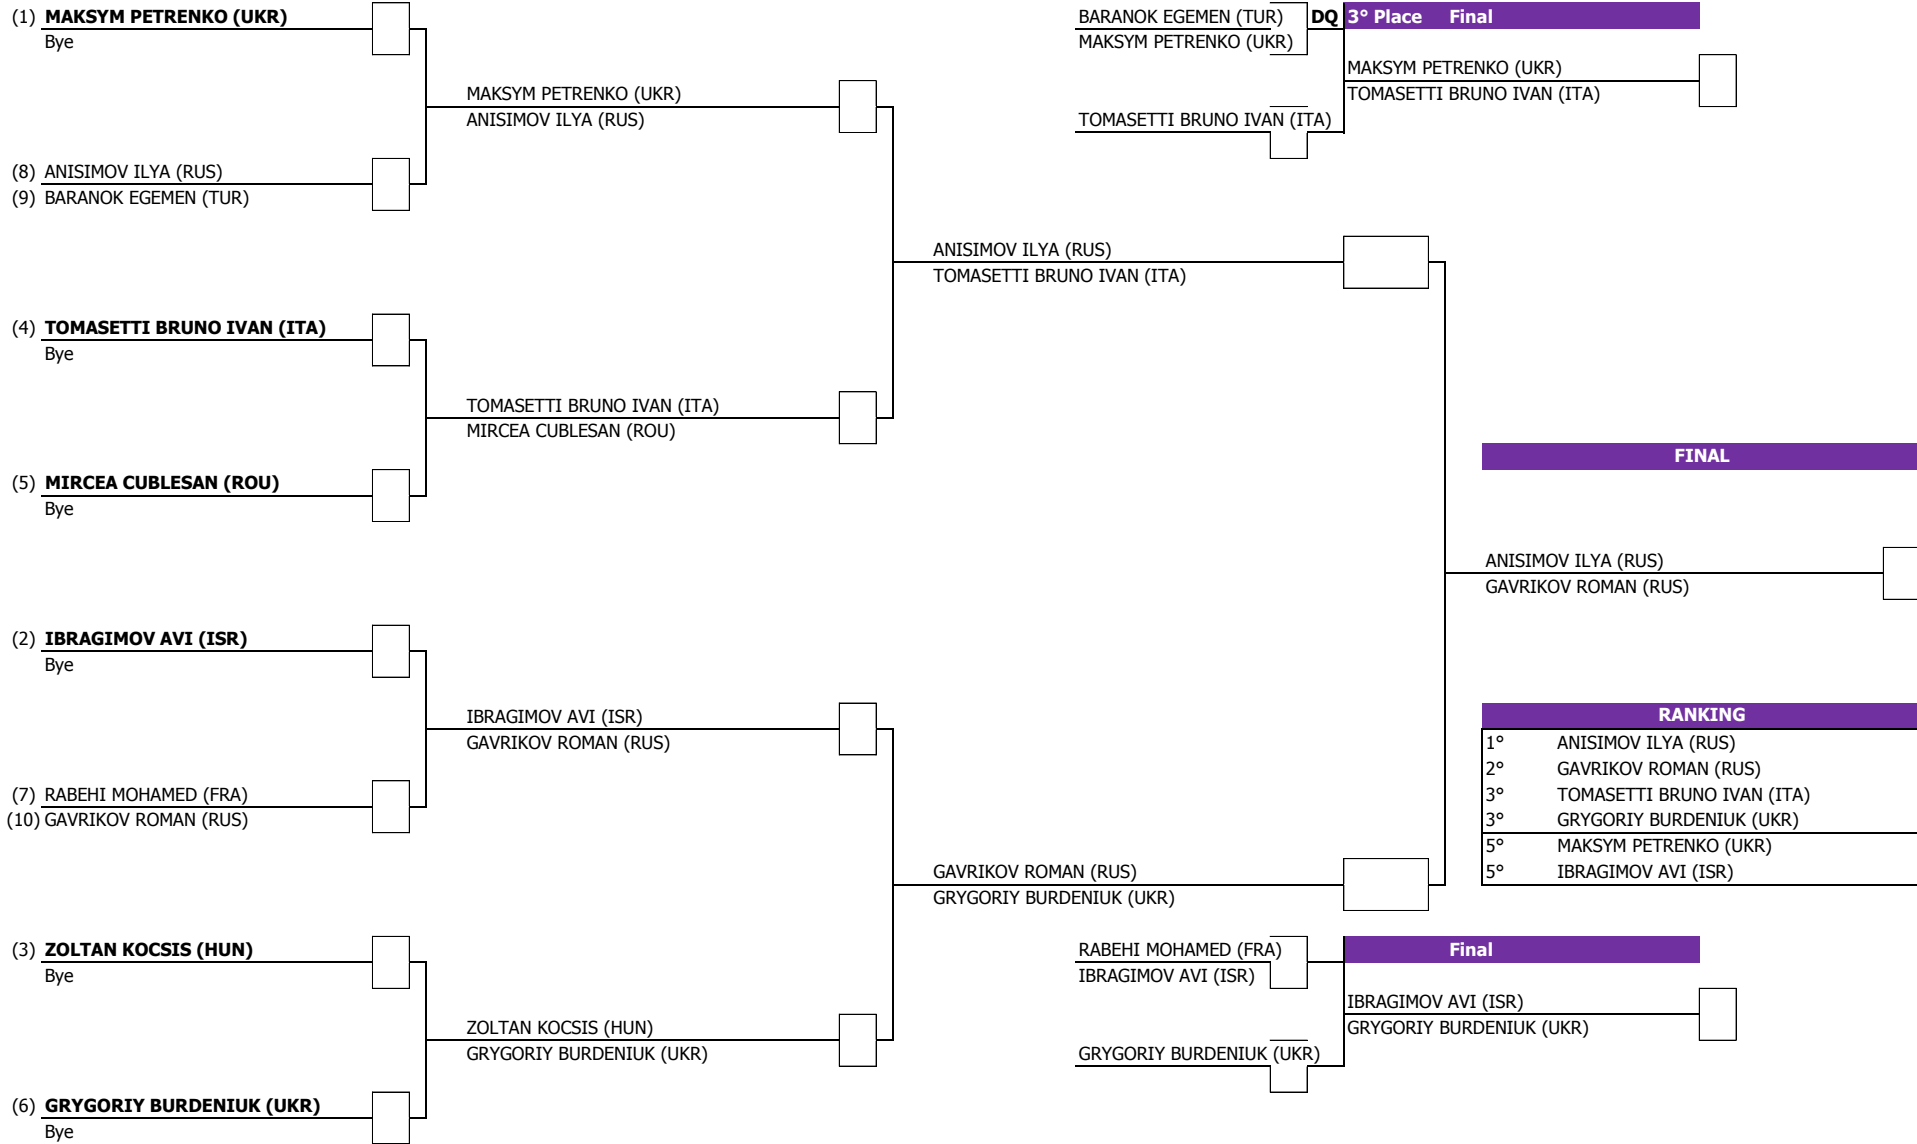 (1) MAKSYM PETRENKO (UKR)
Bye
(8) ANISIMOV ILYA (RUS)
(9) BARANOK EGEMEN (TUR)
(4) TOMASETTI BRUNO IVAN (ITA)
Bye
(5) MIRCEA CUBLESAN (ROU)
Bye
(2) IBRAGIMOV AVI (ISR)
Bye
(7) RABEHI MOHAMED (FRA)
(10) GAVRIKOV ROMAN (RUS)
(3) ZOLTAN KOCSIS (HUN)
Bye
(6) GRYGORIY BURDENIUK (UKR)
Bye
MAKSYM PETRENKO (UKR)
ANISIMOV ILYA (RUS)
TOMASETTI BRUNO IVAN (ITA)
MIRCEA CUBLESAN (ROU)
IBRAGIMOV AVI (ISR)
GAVRIKOV ROMAN (RUS)
ZOLTAN KOCSIS (HUN)
GRYGORIY BURDENIUK (UKR)
ANISIMOV ILYA (RUS)
TOMASETTI BRUNO IVAN (ITA)
GAVRIKOV ROMAN (RUS)
GRYGORIY BURDENIUK (UKR)
BARANOK EGEMEN (TUR) DQ
MAKSYM PETRENKO (UKR)
TOMASETTI BRUNO IVAN (ITA)
3° Place Final
MAKSYM PETRENKO (UKR)
TOMASETTI BRUNO IVAN (ITA)
FINAL
ANISIMOV ILYA (RUS)
GAVRIKOV ROMAN (RUS)
RANKING
1° ANISIMOV ILYA (RUS)
2° GAVRIKOV ROMAN (RUS)
3° TOMASETTI BRUNO IVAN (ITA)
3° GRYGORIY BURDENIUK (UKR)
5° MAKSYM PETRENKO (UKR)
5° IBRAGIMOV AVI (ISR)
RABEHI MOHAMED (FRA)
IBRAGIMOV AVI (ISR)
GRYGORIY BURDENIUK (UKR)
Final
IBRAGIMOV AVI (ISR)
GRYGORIY BURDENIUK (UKR)